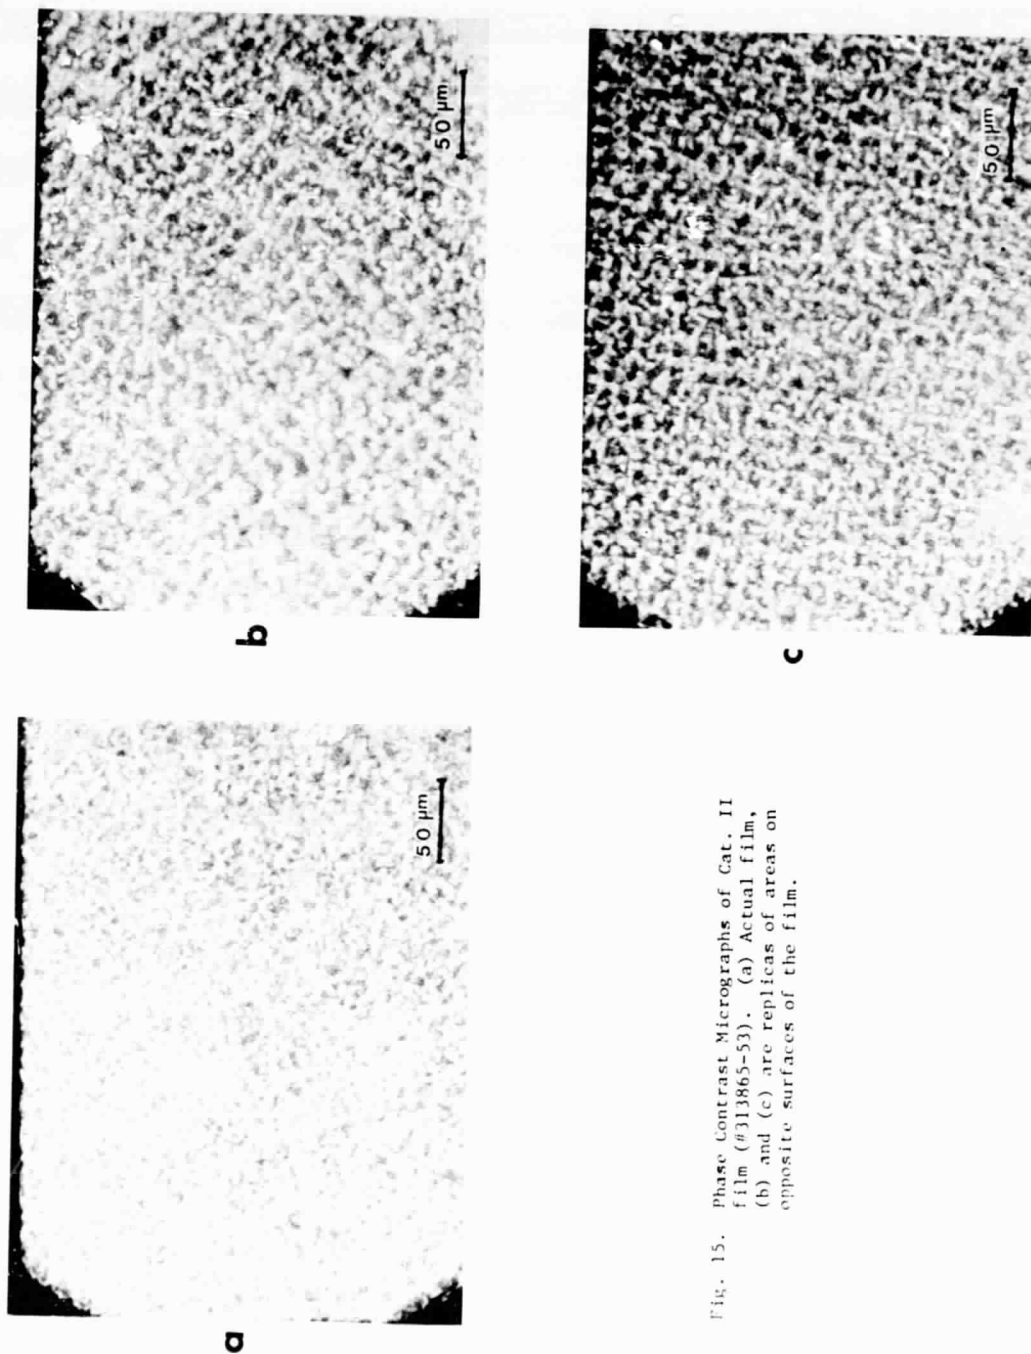 a
50 μm
b
50 μm
c
50 μm
Fig. 15. Phase Contrast Micrographs of Cat. II
film (#313865-53). (a) Actual film,
(b) and (c) are replicas of areas on
opposite surfaces of the film.